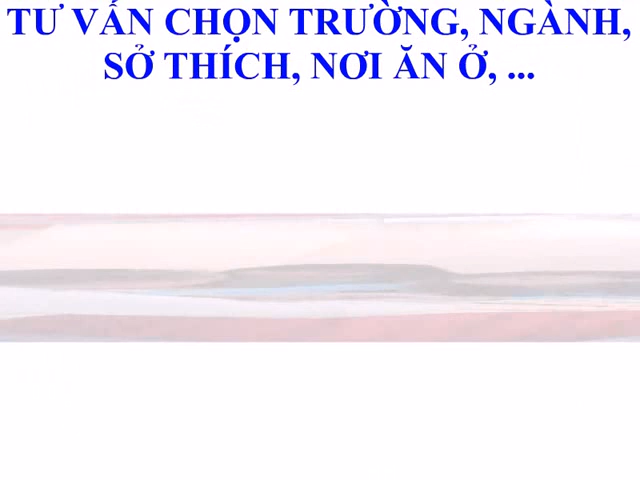 TƯ VẤN CHỌN TRƯỜNG, NGÀNH,
SỞ THÍCH, NƠI ĂN Ở, ...